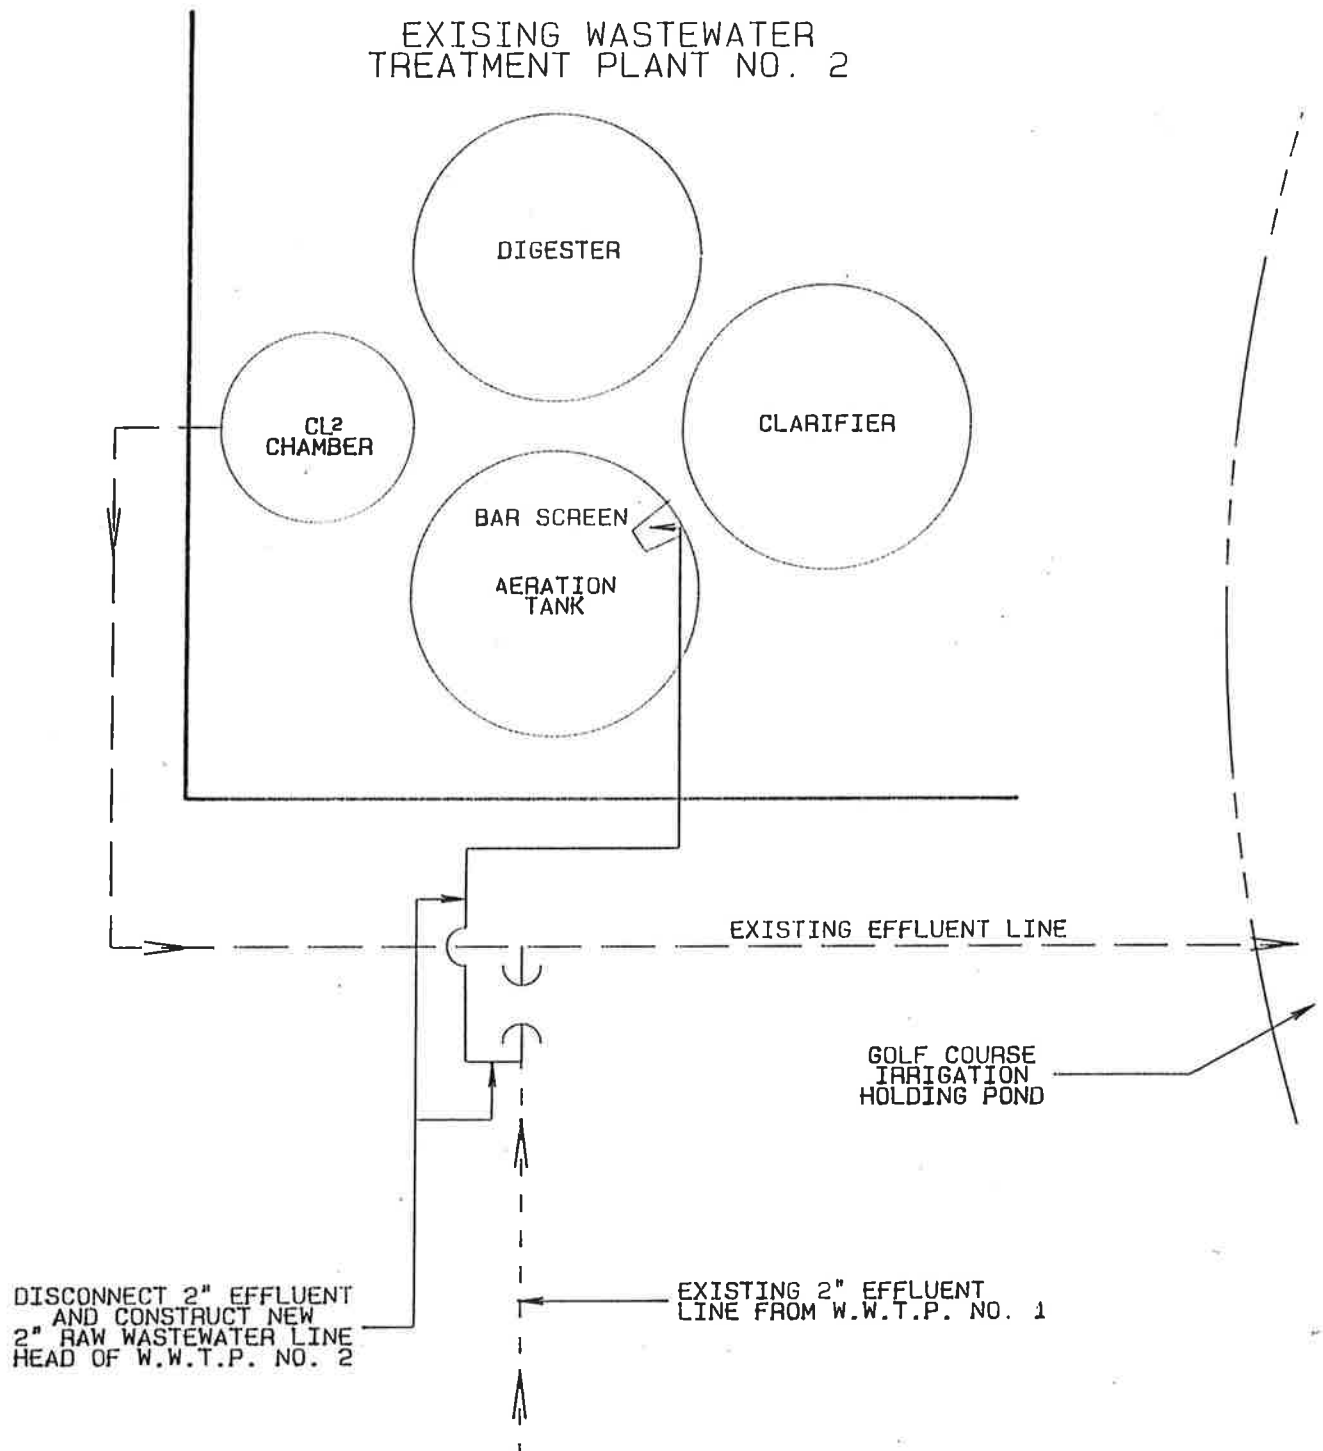 EXISING WASTEWATER
TREATMENT PLANT NO. 2
DIGESTER
CLARIFIER
CL2
CHAMBER
BAR SCREEN
AERATION
TANK
EXISTING EFFLUENT LINE
GOLF COURSE
IRRIGATION
HOLDING POND
DISCONNECT 2" EFFLUENT
AND CONSTRUCT NEW
2" RAW WASTEWATER LINE
HEAD OF W.W.T.P. NO. 2
EXISTING 2" EFFLUENT
LINE FROM W.W.T.P. NO. 1